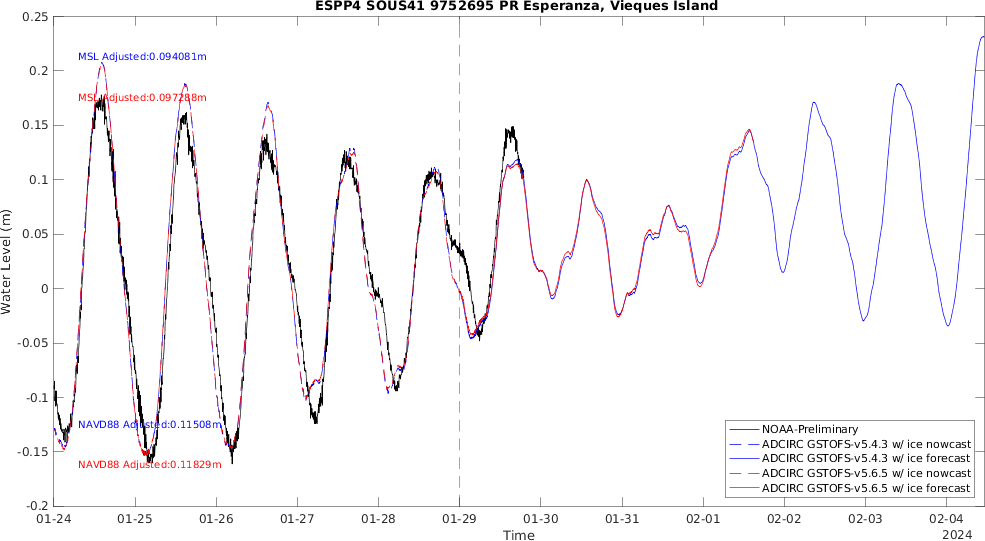 ESPP4 SOUS41 9752695 PR Esperanza, Vieques Island
0.25
0.2
0.15
0.1
0.05
0
-0.05
-0.1
-0.15
-0.2
Water Level (m)
MSL Adjusted:0.094081m
MSL Adjusted:0.097288m
NAVD88 Adjusted:0.11508m
NAVD88 Adjusted:0.11829m
NOAA-Preliminary
ADCIRC GSTOFS-v5.4.3 w/ ice nowcast
ADCIRC GSTOFS-v5.4.3 w/ ice forecast
ADCIRC GSTOFS-v5.6.5 w/ ice nowcast
ADCIRC GSTOFS-v5.6.5 w/ ice forecast
01-24 01-25 01-26 01-27 01-28 01-29 01-30 01-31 02-01 02-02 02-03 02-04
Time
2024